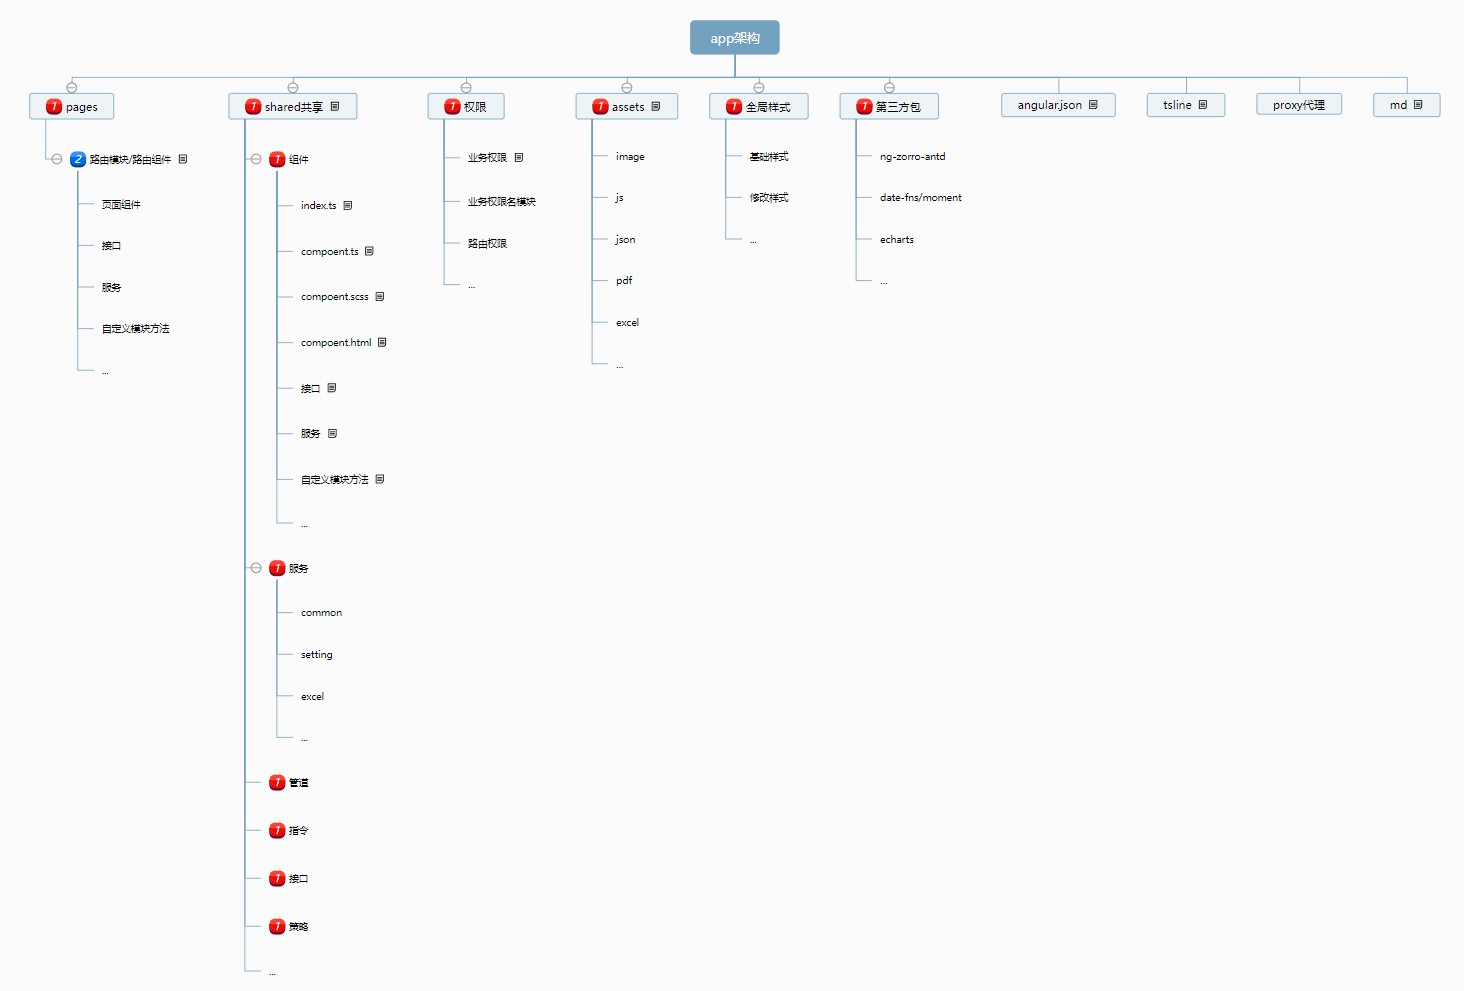 app架构
1 pages
2 路由模块/路由组件
页面组件
接口
服务
自定义模块方法
...
1 shared共享
1 组件
index.ts
compoent.ts
compoent.scss
compoent.html
接口
服务
自定义模块方法
...
1 服务
common
setting
excel
...
1 管道
1 指令
1 接口
1 策略
...
1 权限
业务权限
业务权限名模块
路由权限
...
1 assets
image
js
json
pdf
excel
...
1 全局样式
基础样式
修改样式
...
1 第三方包
ng-zorro-antd
date-fns/moment
echarts
...
angular.json
tsline
proxy代理
md